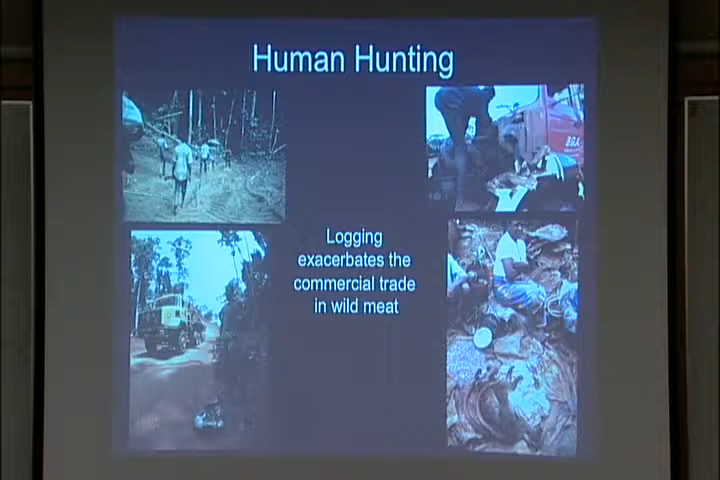 Human Hunting
Logging
exacerbates the
commercial trade
in wild meat